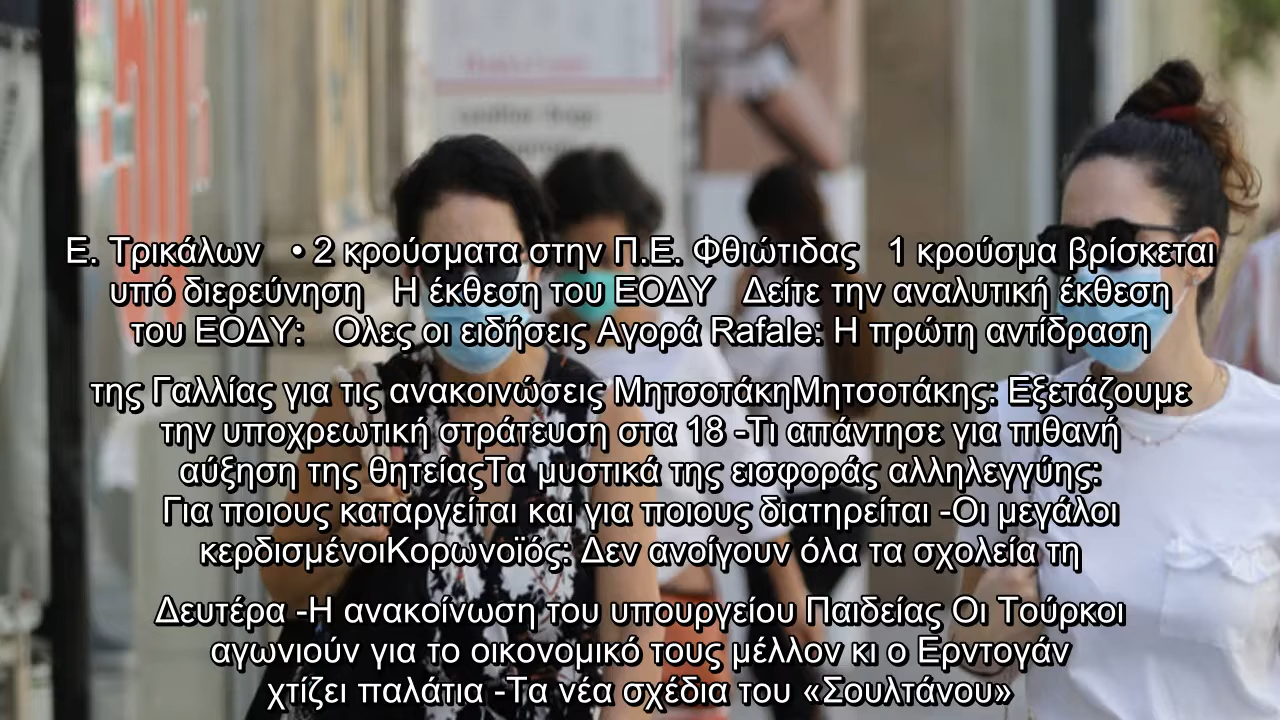 Ε. Τρικάλων • 2 κρούσματα στην Π.Ε. Φθιώτιδας 1 κρούσμα βρίσκεται
υπό διερεύνηση Η έκθεση του ΕΟΔΥ Δείτε την αναλυτική έκθεση
του ΕΟΔΥ: Ολες οι ειδήσεις Αγορά Rafale: Η πρώτη αντίδραση
της Γαλλίας για τις ανακοινώσεις ΜητσοτάκηΜητσοτάκης: Εξετάζουμε
την υποχρεωτική στράτευση στα 18 -Τι απάντησε για πιθανή
αύξηση της θητείαςΤα μυστικά της εισφοράς αλληλεγγύης:
Για ποιους καταργείται και για ποιους διατηρείται -Οι μεγάλοι
κερδισμένοιΚορωνοϊός: Δεν ανοίγουν όλα τα σχολεία τη
Δευτέρα -Η ανακοίνωση του υπουργείου Παιδείας Οι Τούρκοι
αγωνιούν για το οικονομικό τους μέλλον κι ο Ερντογάν
χτίζει παλάτια -Τα νέα σχέδια του «Σουλτάνου»